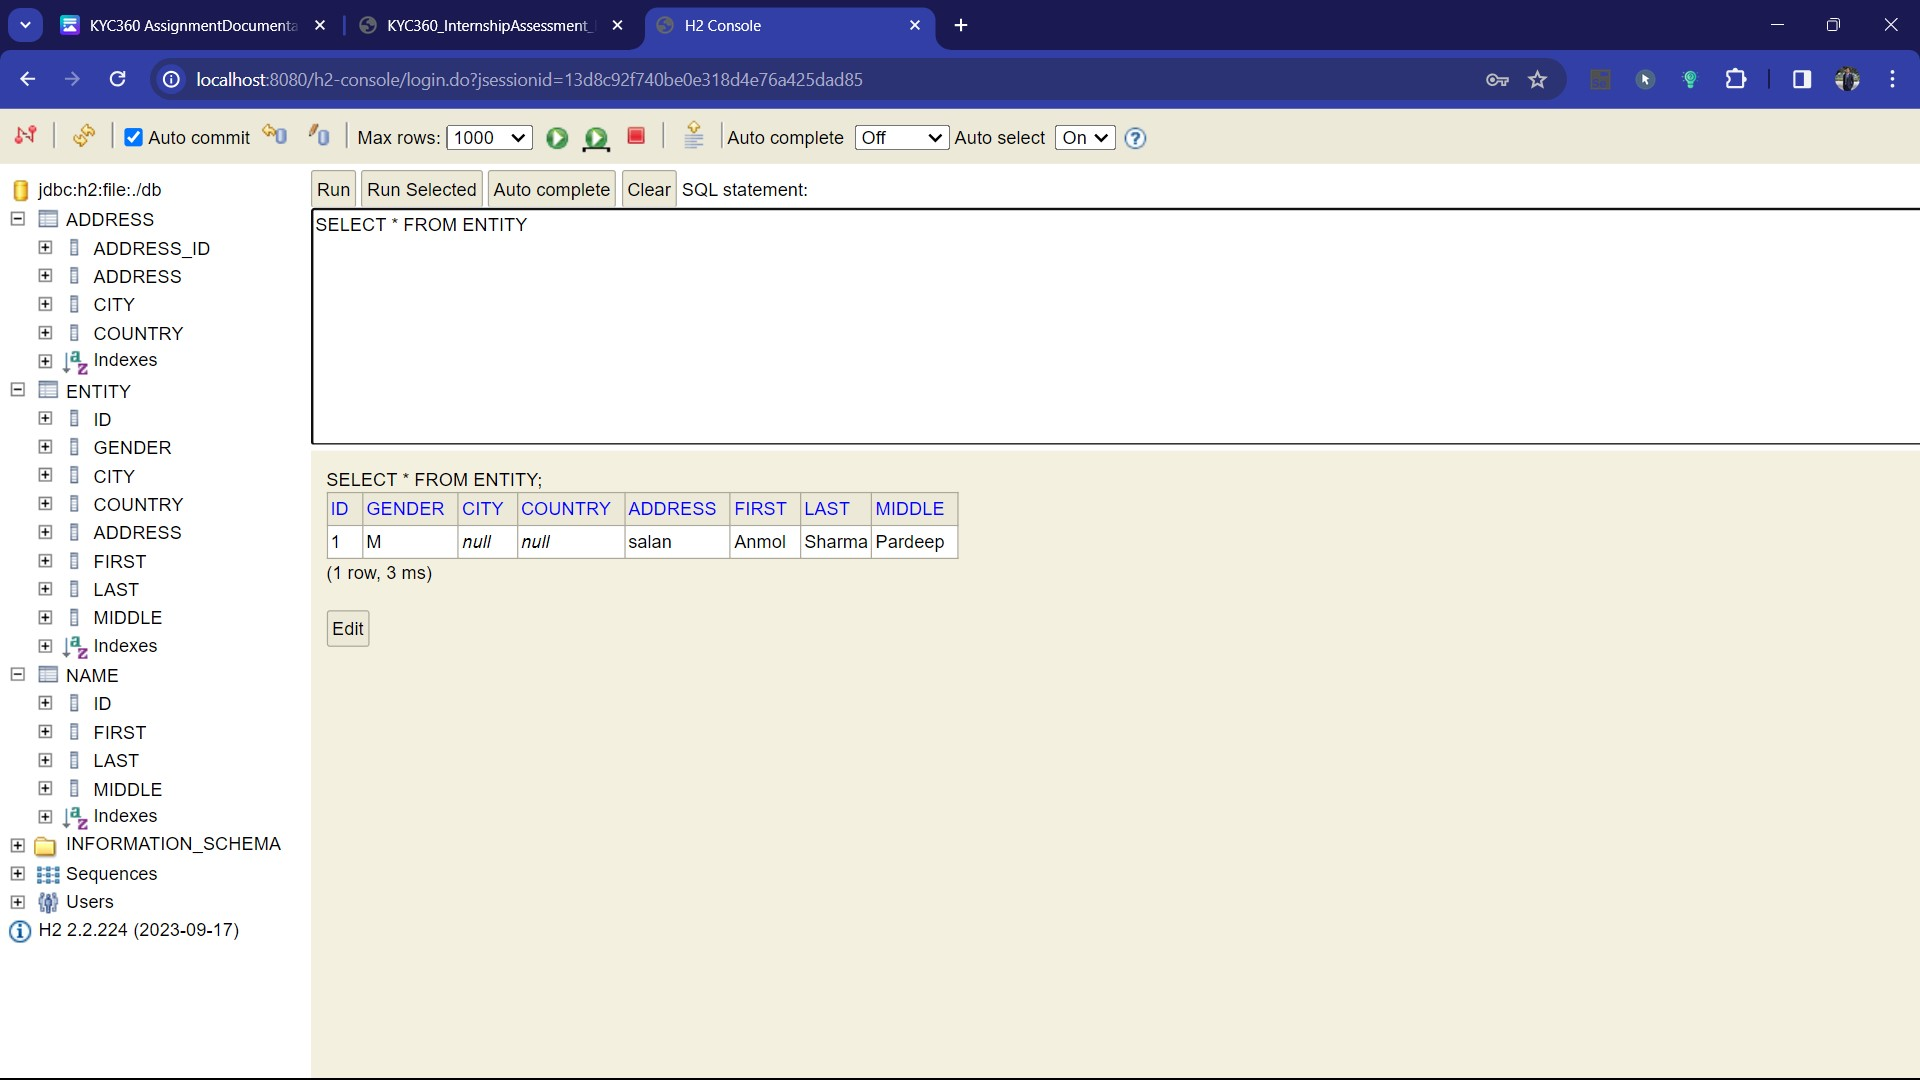 KYC360 AssignmentDocumenta
KYC360_InternshipAssessment_
H2 Console
localhost:8080/h2-console/login.do?jsessionid=13d8c92f740be0e318d4e76a425dad85
Auto commit Max rows: 1000 Auto complete Off Auto select On
jdbc:h2:file:./db
ADDRESS
ADDRESS_ID
ADDRESS
CITY
COUNTRY
Indexes
ENTITY
ID
GENDER
CITY
COUNTRY
ADDRESS
FIRST
LAST
MIDDLE
Indexes
NAME
ID
FIRST
LAST
MIDDLE
Indexes
INFORMATION_SCHEMA
Sequences
Users
H2 2.2.224 (2023-09-17)
Run Run Selected Auto complete Clear SQL statement:
SELECT * FROM ENTITY
SELECT * FROM ENTITY;
ID GENDER CITY COUNTRY ADDRESS FIRST LAST MIDDLE
1 M null null salan Anmol Sharma Pardeep
(1 row, 3 ms)
Edit